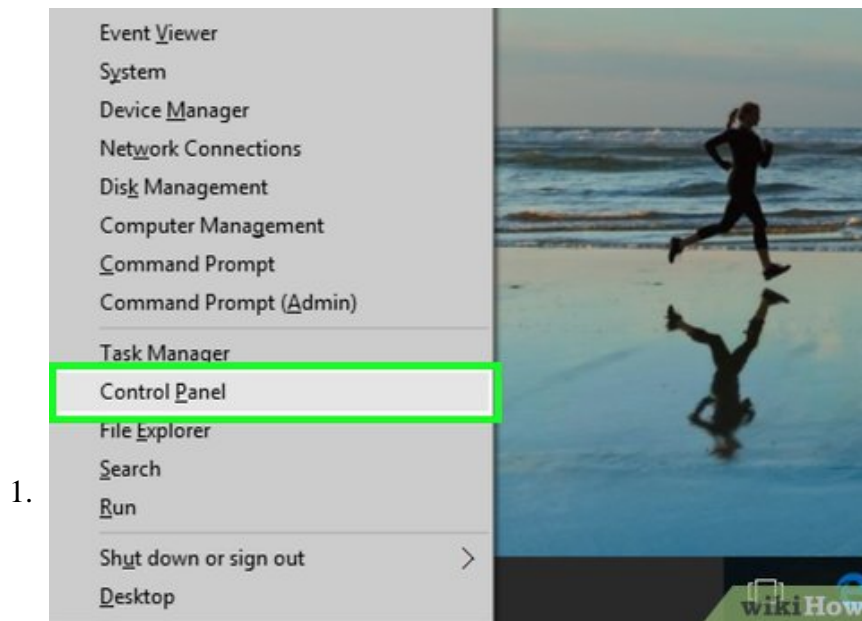 Event Viewer
System
Device Manager
Network Connections
Disk Management
Computer Management
Command Prompt
Command Prompt (Admin)
Task Manager
Control Panel
File Explorer
Search
1.
Run
Shut down or sign out
Desktop
wikiHow